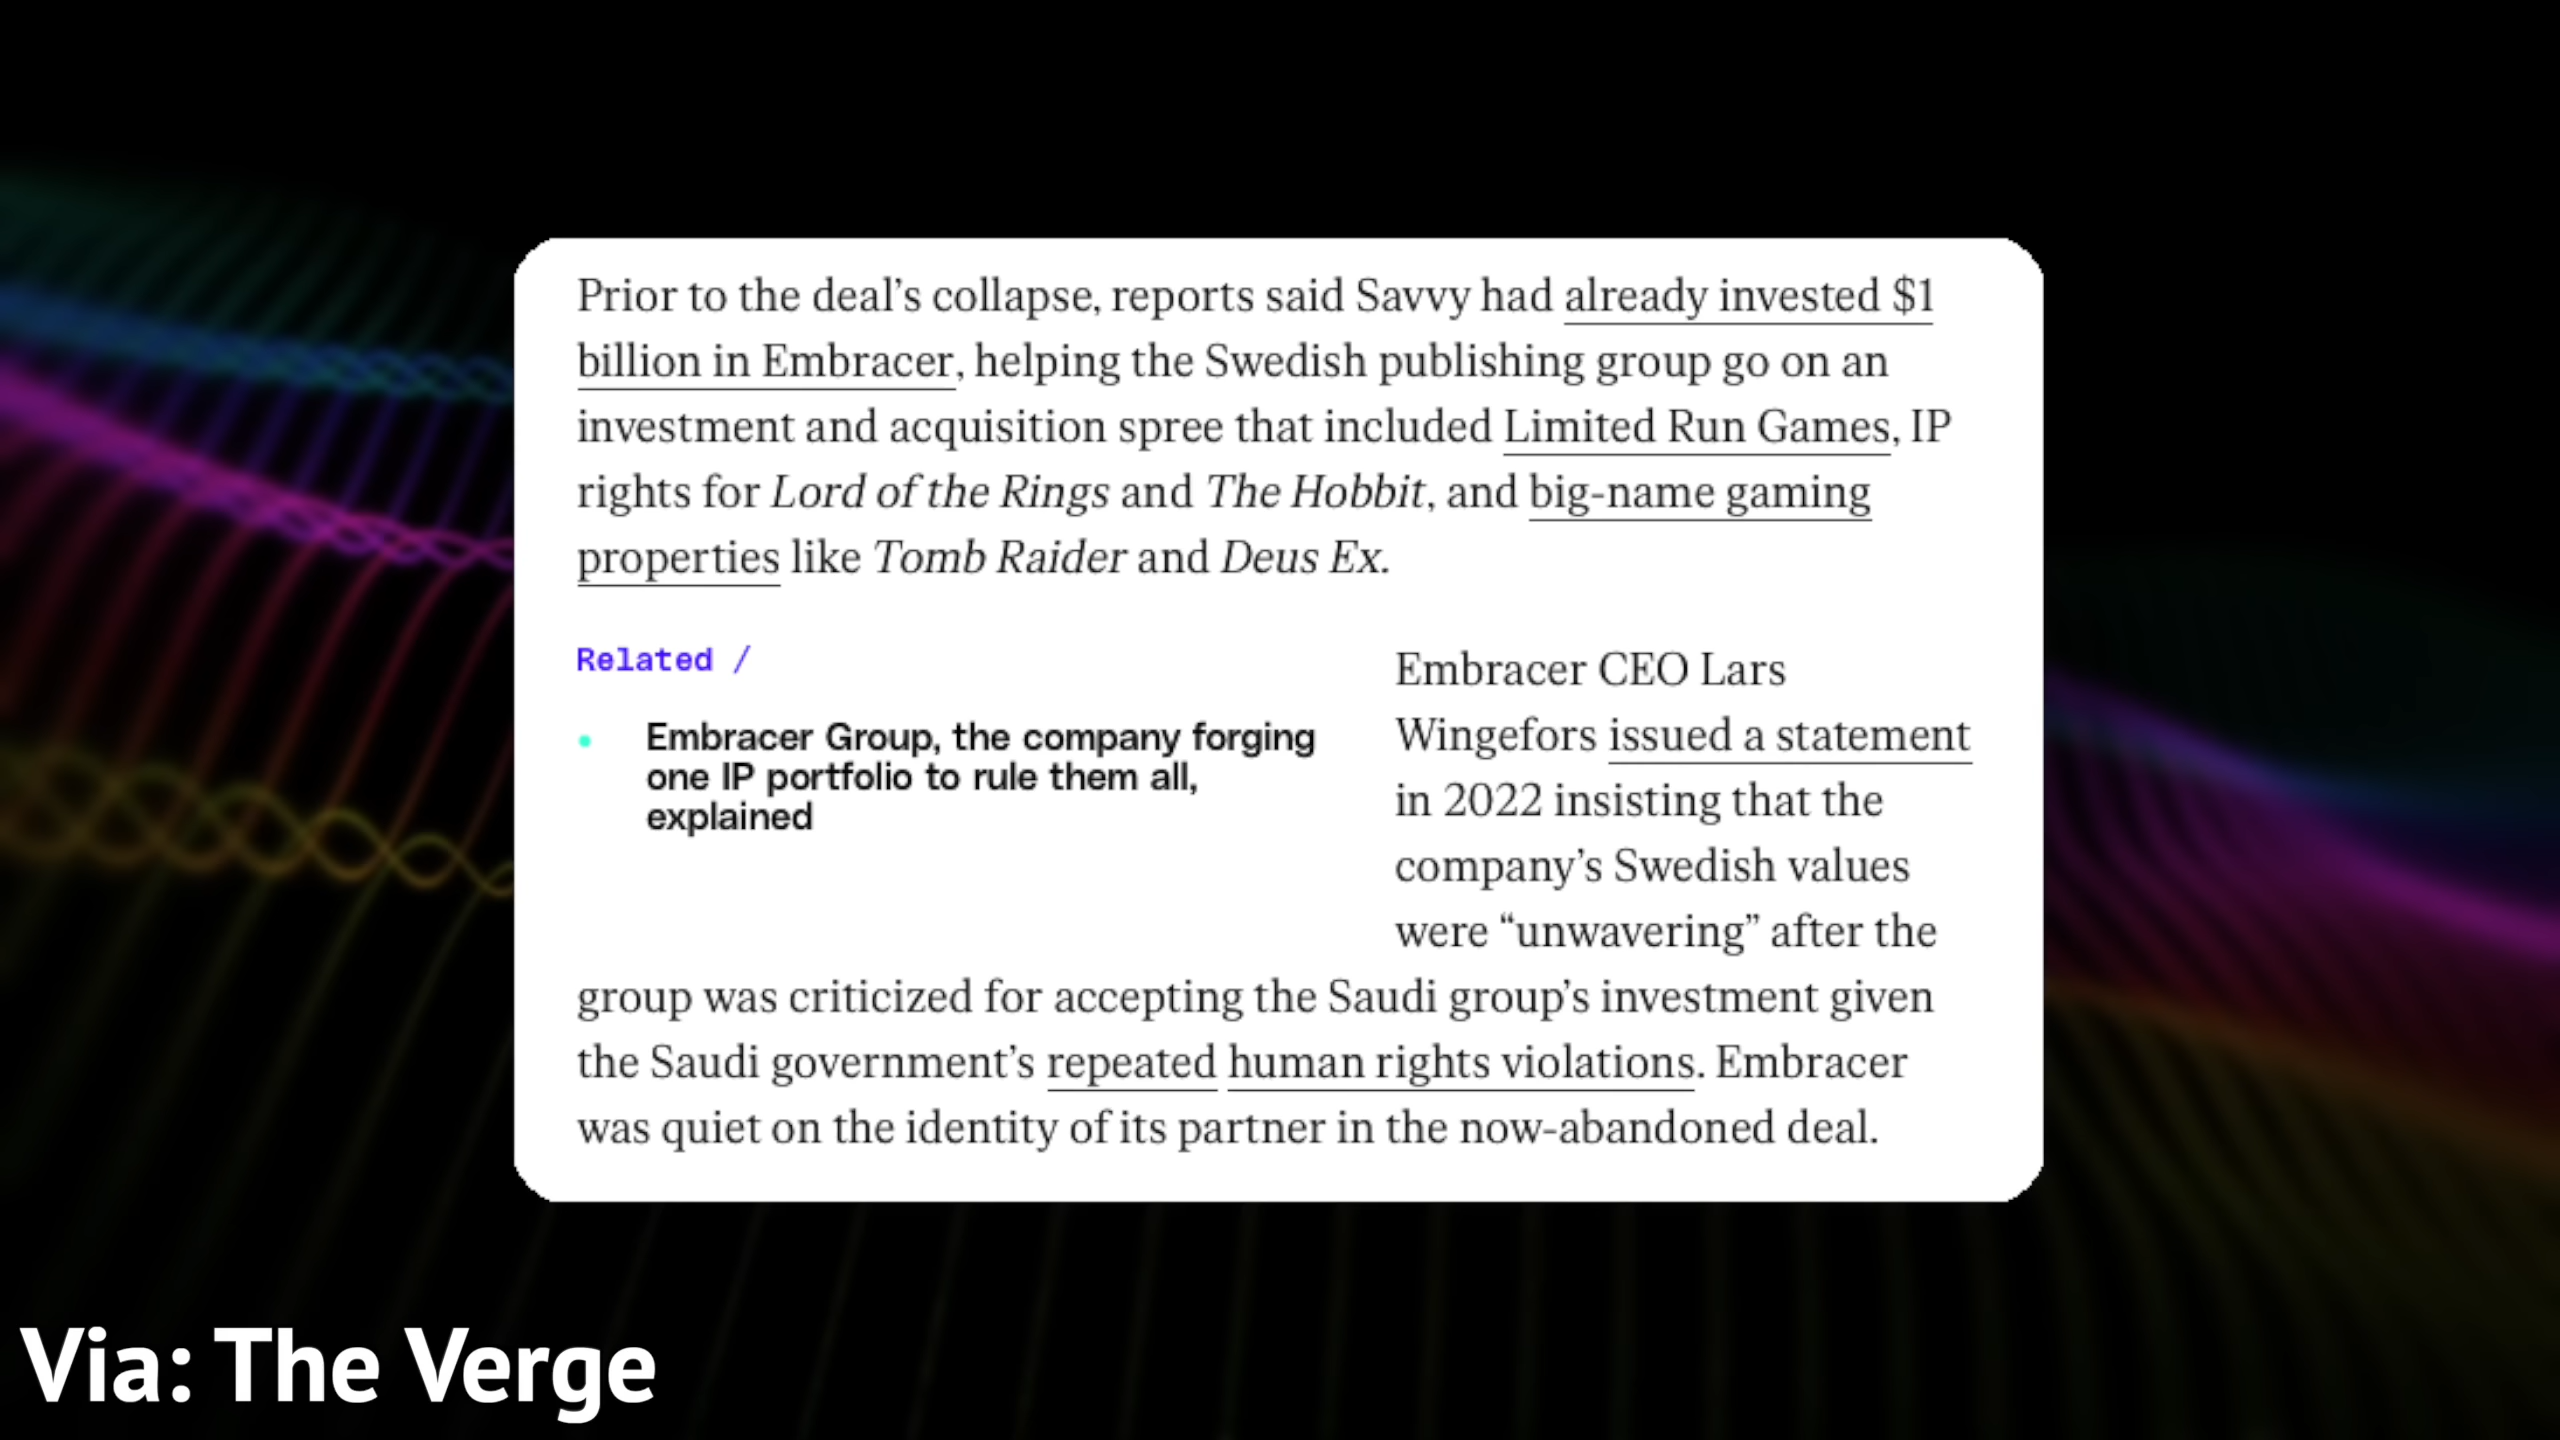 Prior to the deal’s collapse, reports said Savvy had already invested $1
billion in Embracer, helping the Swedish publishing group go on an
investment and acquisition spree that included Limited Run Games, IP
rights for Lord of the Rings and The Hobbit, and big-name gaming
properties like Tomb Raider and Deus Ex.
Related /
• Embracer Group, the company forging
one IP portfolio to rule them all,
explained
Embracer CEO Lars
Wingefors issued a statement
in 2022 insisting that the
company’s Swedish values
were “unwavering” after the
group was criticized for accepting the Saudi group’s investment given
the Saudi government’s repeated human rights violations. Embracer
was quiet on the identity of its partner in the now-abandoned deal.
Via: The Verge